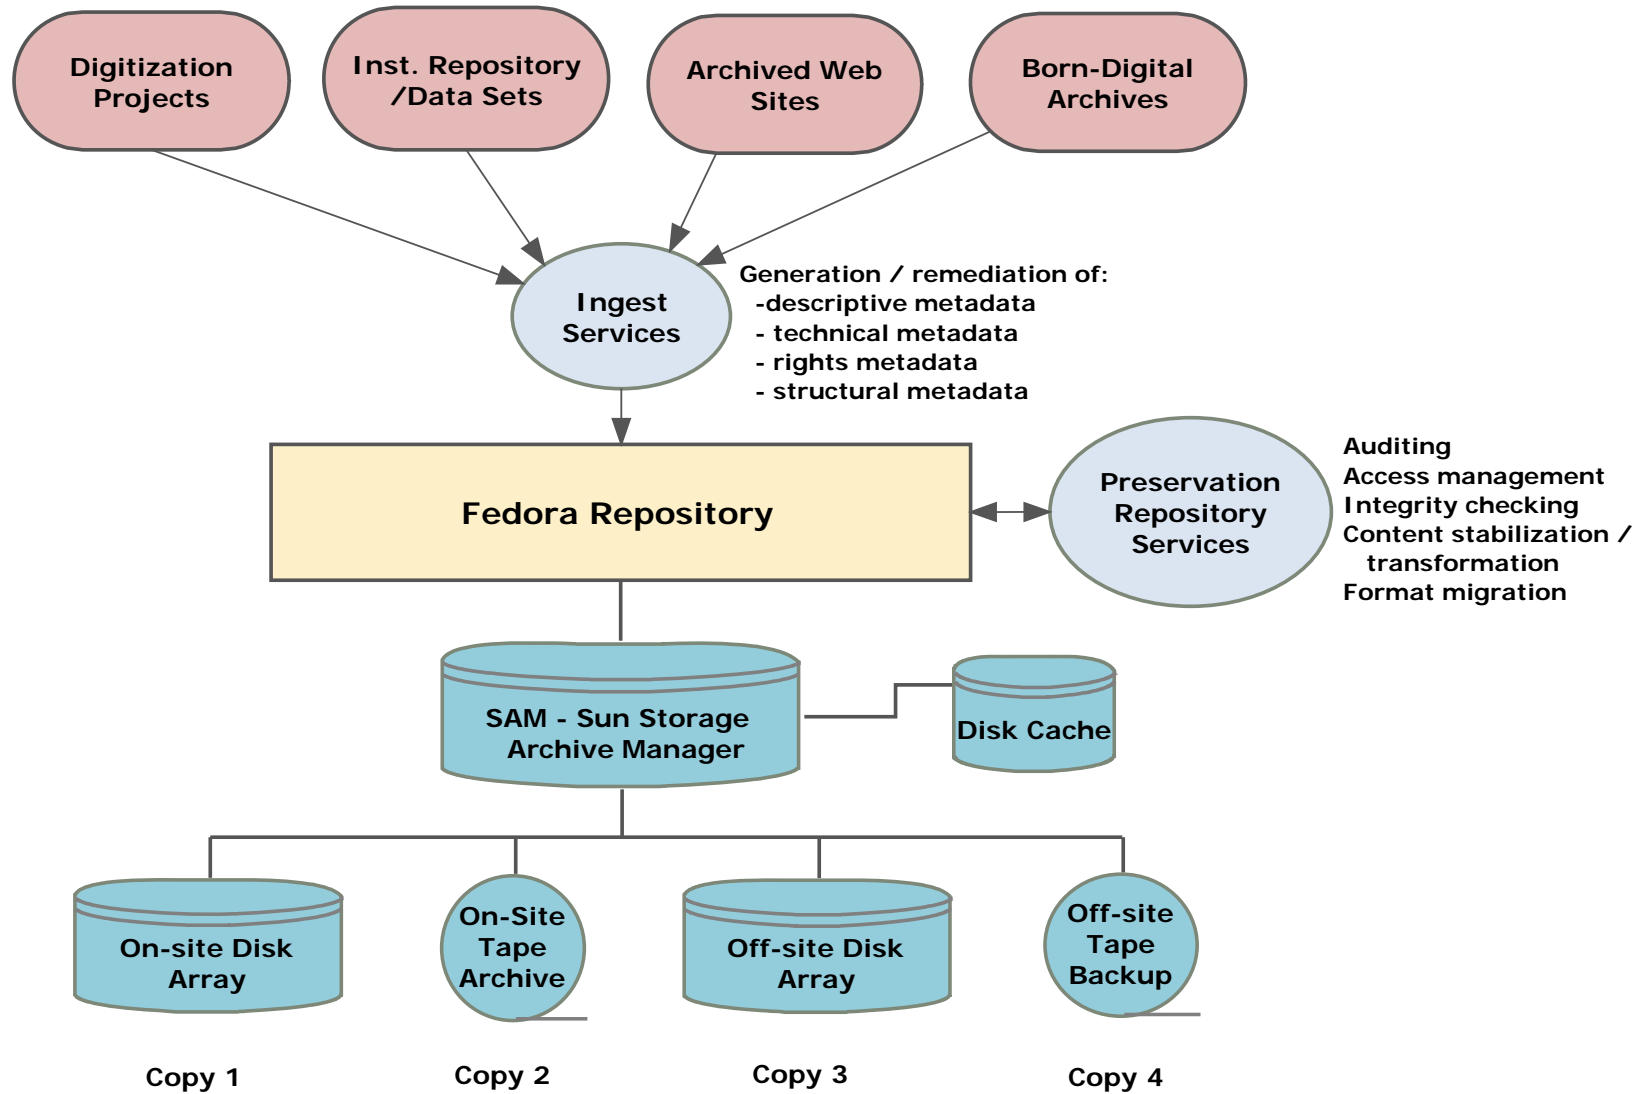 Digitization
Projects
Inst. Repository
/Data Sets
Archived Web
Sites
Born-Digital
Archives
Ingest
Services
Generation / remediation of:
-descriptive metadata
- technical metadata
- rights metadata
- structural metadata
Fedora Repository
Preservation
Repository
Services
Auditing
Access management
Integrity checking
Content stabilization /
transformation
Format migration
SAM - Sun Storage
Archive Manager
Disk Cache
On-site Disk
Array
On-Site
Tape
Archive
Off-site Disk
Array
Off-site
Tape
Backup
Copy 1
Copy 2
Copy 3
Copy 4